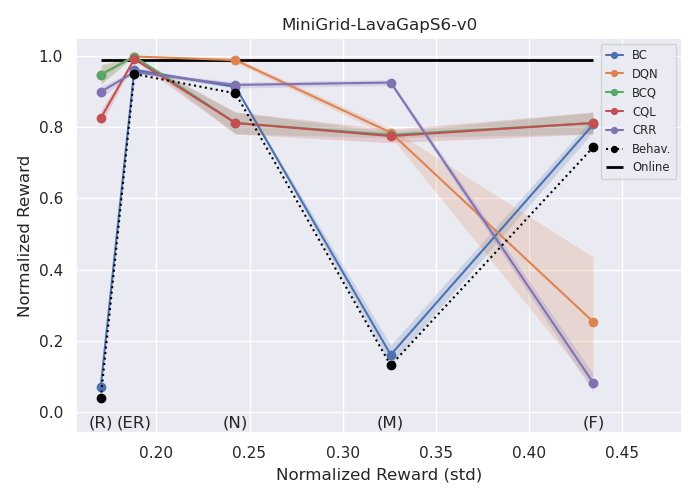 MiniGrid-LavaGapS6-v0
Normalized Reward
1.0
0.8
0.6
0.4
0.2
0.0
BC
DQN
BCQ
CQL
CRR
Behav.
Online
(R) (ER) (N) (M) (F)
0.20 0.25 0.30 0.35 0.40 0.45
Normalized Reward (std)